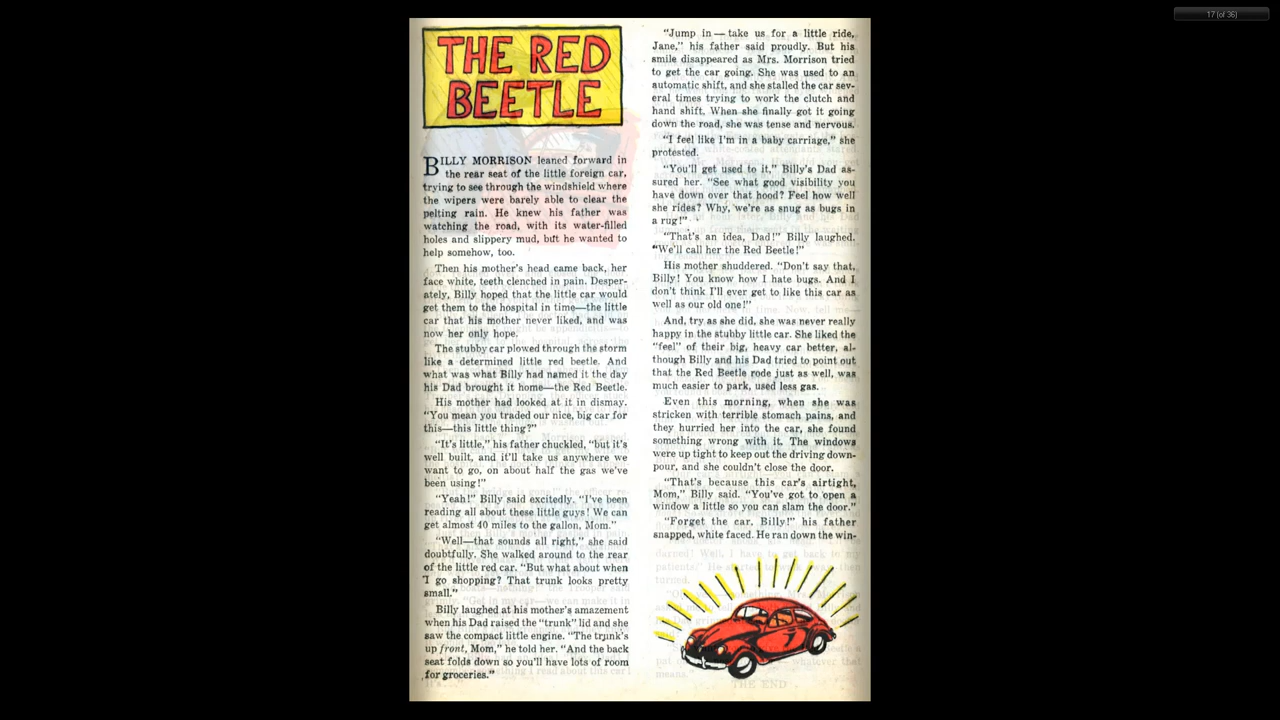 17 (of 36)
THE RED
BEETLE
BILLY MORRISON leaned forward in
the rear seat of the little foreign car,
trying to see through the windshield where
the wipers were barely able to clear the
pelting rain. He knew his father was
watching the road, with its water-filled
holes and slippery mud, but he wanted to
help somehow, too.
Then his mother's head came back, her
face white, teeth clenched in pain. Desper-
ately, Billy hoped that the little car would
get them to the hospital in time—the little
car that his mother never liked, and was
now her only hope.
The stubby car plowed through the storm
like a determined little red beetle. And
what was what Billy had named it the day
his Dad brought it home—the Red Beetle.
His mother had looked at it in dismay.
“You mean you traded our nice, big car for
this—this little thing?”
“It's little,” his father chuckled, “but it's
well built, and it'll take us anywhere we
want to go, on about half the gas we've
been using!”
“Yeah!” Billy said excitedly. “I've been
reading all about these little guys! We can
get almost 40 miles to the gallon, Mom.”
“Well—that sounds all right,” she said
doubtfully. She walked around to the rear
of the little red car. “But what about when
I go shopping? That trunk looks pretty
small.”
Billy laughed at his mother's amazement
when his Dad raised the “trunk” lid and she
saw the compact little engine. “The trunk's
up front, Mom,” he told her. “And the back
seat folds down so you'll have lots of room
for groceries.”
“Jump in — take us for a little ride,
Jane,” his father said proudly. But his
smile disappeared as Mrs. Morrison tried
to get the car going. She was used to an
automatic shift, and she stalled the car sev-
eral times trying to work the clutch and
hand shift. When she finally got it going
down the road, she was tense and nervous.
“I feel like I'm in a baby carriage,” she
protested.
“You'll get used to it,” Billy's Dad as-
sured her. “See what good visibility you
have down over that hood? Feel how well
she rides? Why, we're as snug as bugs in
a rug!”
“That's an idea, Dad!” Billy laughed.
“We'll call her the Red Beetle!”
His mother shuddered. “Don't say that,
Billy! You know how I hate bugs. And I
don't think I'll ever get to like this car as
well as our old one!”
And, try as she did, she was never really
happy in the stubby little car. She liked the
“feel” of their big, heavy car better, al-
though Billy and his Dad tried to point out
that the Red Beetle rode just as well, was
much easier to park, used less gas.
Even this morning, when she was
stricken with terrible stomach pains, and
they hurried her into the car, she found
something wrong with it. The windows
were up tight to keep out the driving down-
pour, and she couldn't close the door.
“That's because this car's airtight,
Mom,” Billy said. “You've got to open a
window a little so you can slam the door.”
“Forget the car, Billy!” his father
snapped, white faced. He ran down the win-